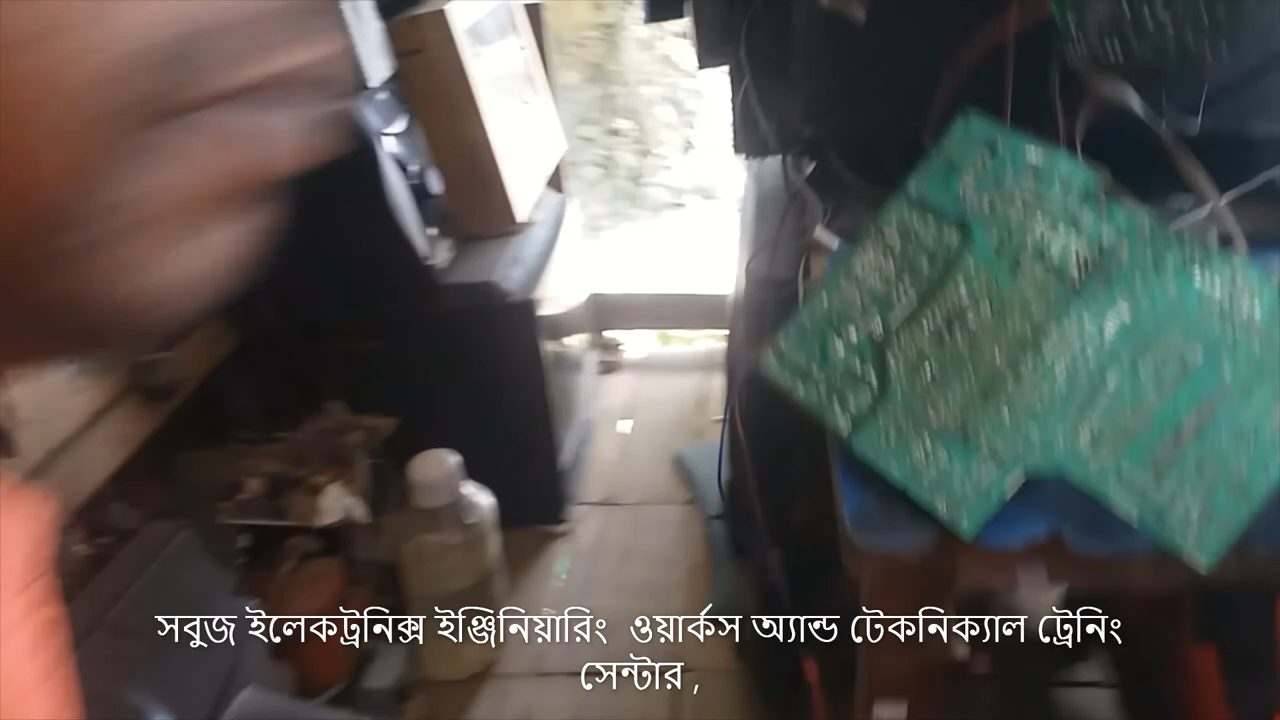 সবুজ ইলেকট্রনিক্স ইঞ্জিনিয়ারিং  ওয়ার্কস অ্যান্ড টেকনিক্যাল ট্রেনিং
সেন্টার ,